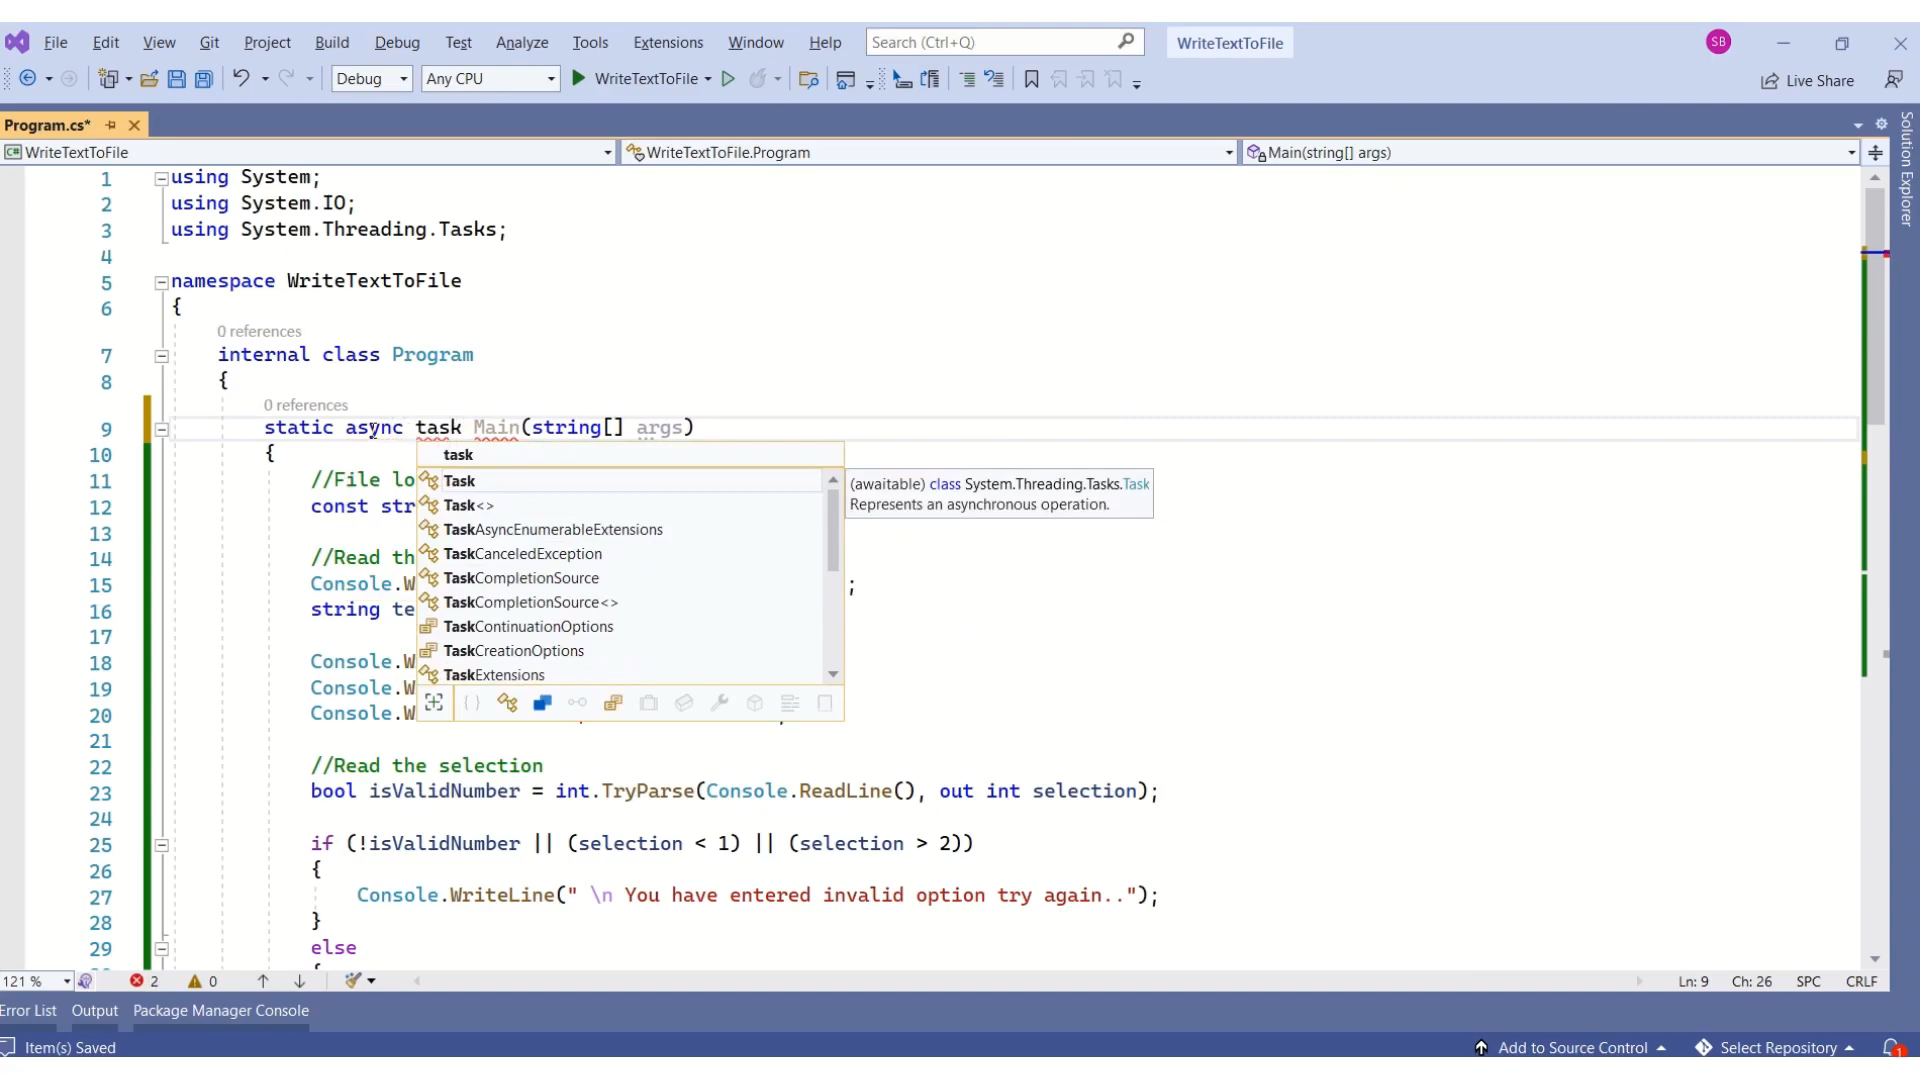 File Edit View Git Project Build Debug Test Analyze Tools Extensions Window Help Search (Ctrl+Q) WriteTextToFile SB
Debug Any CPU WriteTextToFile Live Share
Program.cs*
WriteTextToFile WriteTextToFile.Program Main(string[] args)
Solution Explorer
1 using System;
2 using System.IO;
3 using System.Threading.Tasks;
4
5 namespace WriteTextToFile
6 {
0 references
7 internal class Program
8 {
0 references
9 static async task Main(string[] args)
10 {
11 //File lo
12 const str
13
14 //Read th
15 Console.W ;
16 string te
17
18 Console.W
19 Console.W
20 Console.W ;
21
22 //Read the selection
23 bool isValidNumber = int.TryParse(Console.ReadLine(), out int selection);
24
25 if (!isValidNumber || (selection < 1) || (selection > 2))
26 {
27 Console.WriteLine(" \n You have entered invalid option try again..");
28 }
29 else
{
task
Task
Task<>
TaskAsyncEnumerableExtensions
TaskCanceledException
TaskCompletionSource
TaskCompletionSource<>
TaskContinuationOptions
TaskCreationOptions
TaskExtensions
(awaitable) class System.Threading.Tasks.Task
Represents an asynchronous operation.
121 % 2 0 Ln: 9 Ch: 26 SPC CRLF
Error List Output Package Manager Console
Item(s) Saved Add to Source Control Select Repository 1